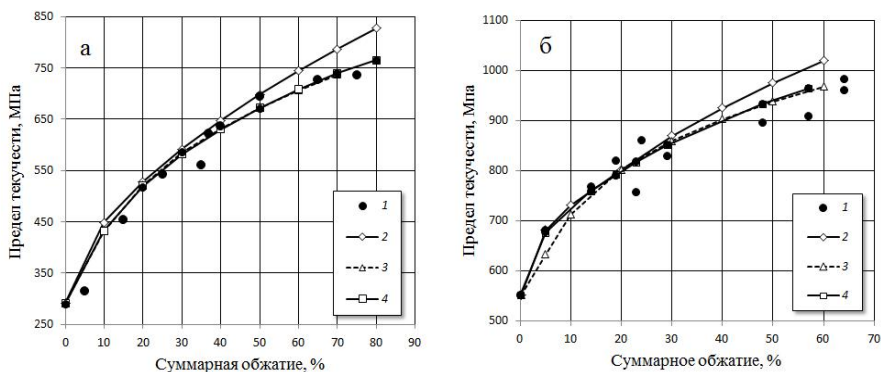 а
Предел текучести, МПа
850
750
650
550
450
350
250
0 10 20 30 40 50 60 70 80
Суммарная обжатие, %
1
2
3
4
б
Предел текучести, Мпа
1100
1000
900
800
700
600
500
0 10 20 30 40 50 60
Суммарное обжатие, %
1
2
3
4